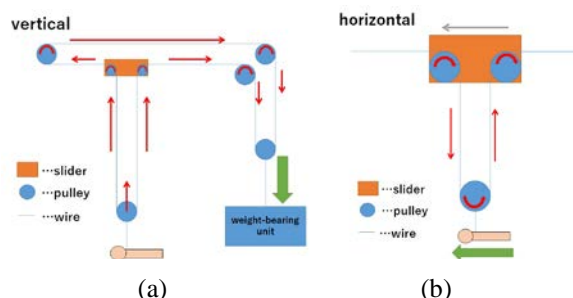 vertical
horizontal
…slider
…pulley
…wire
weight-bearing
unit
…slider
…pulley
…wire
(a)
(b)